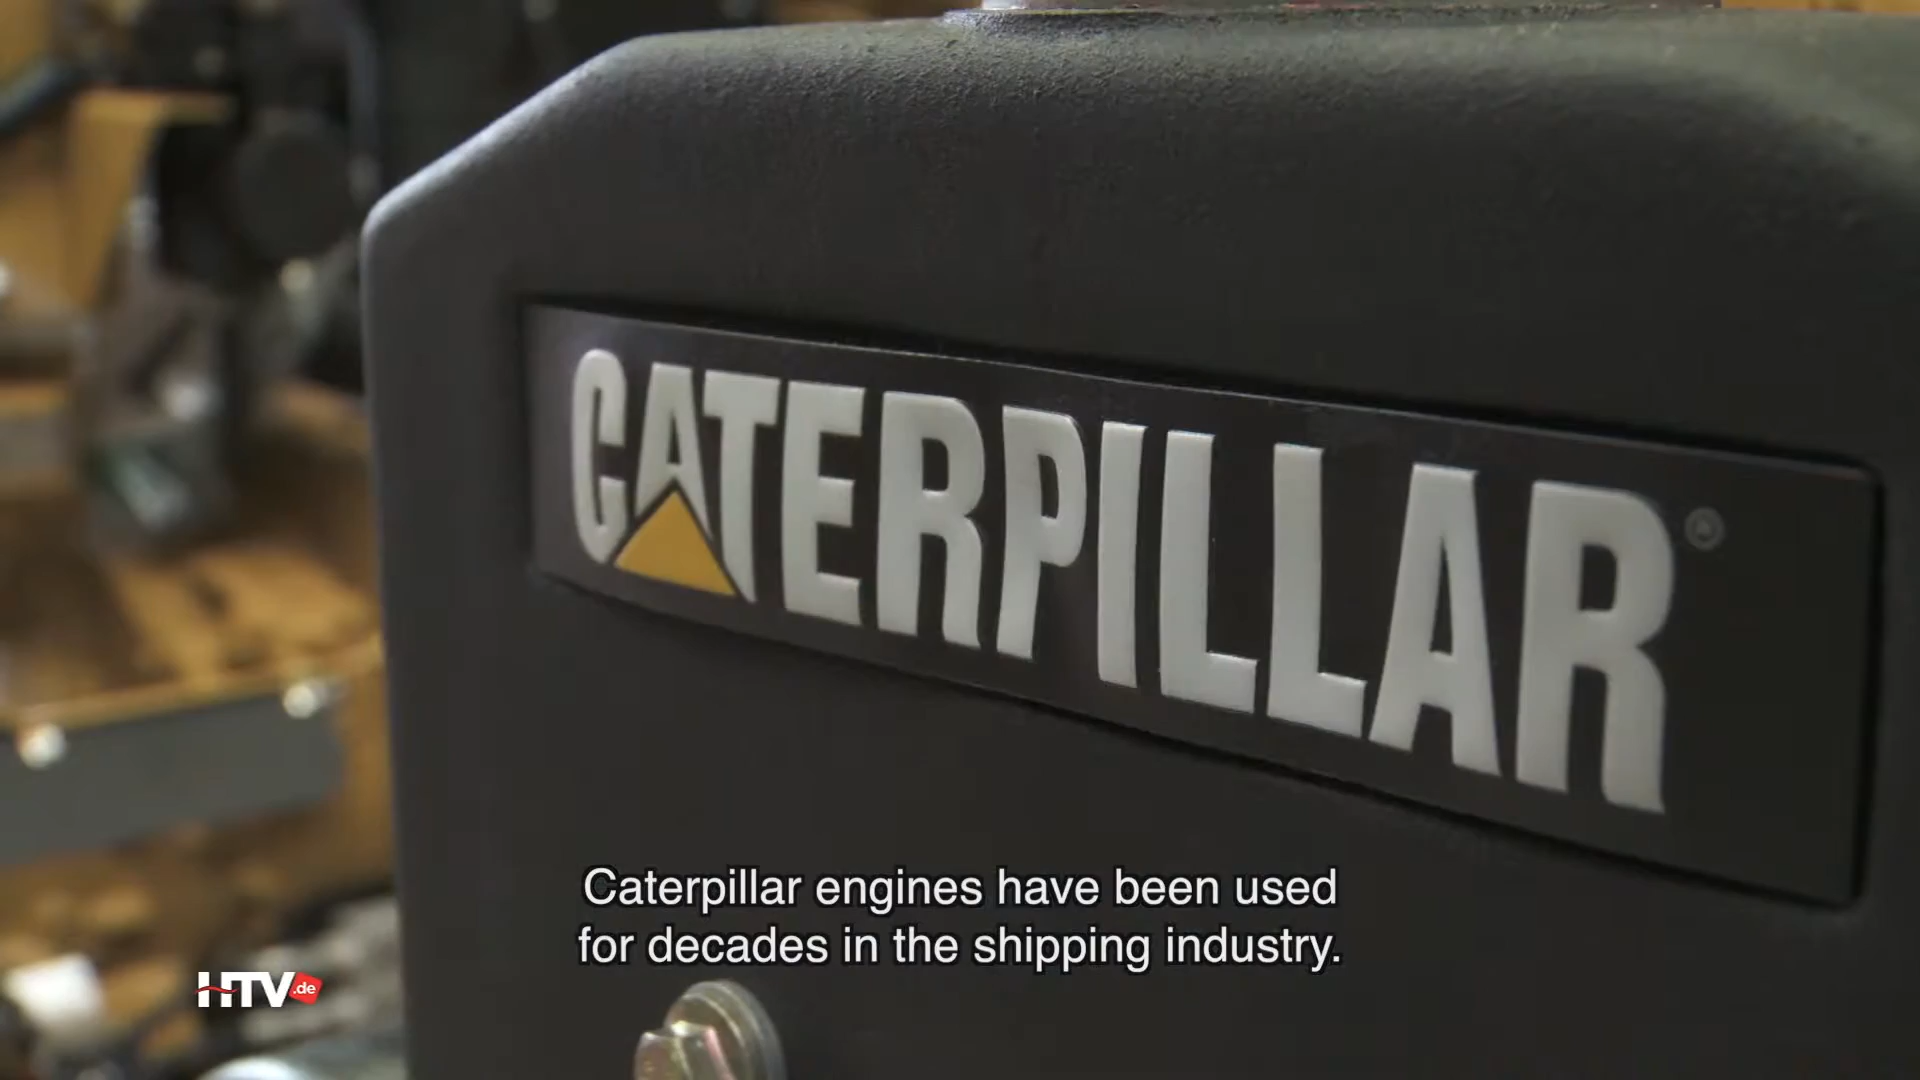 CATERPILLAR®
Caterpillar engines have been used
for decades in the shipping industry.
HTV.de